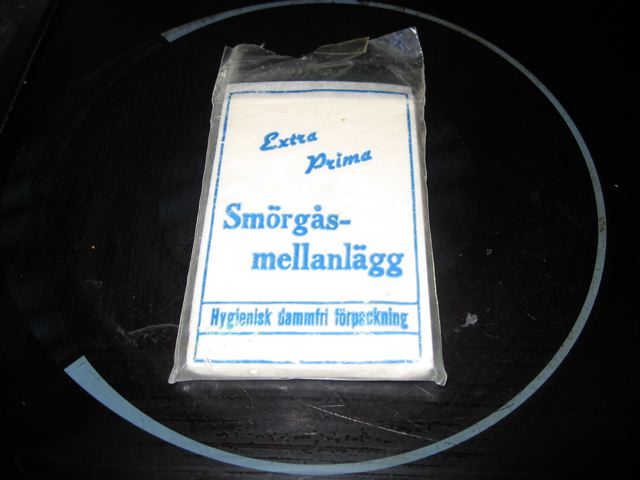 Extra
Prima
Smörgås-
mellanlägg
Hygienisk dammfri förpackning